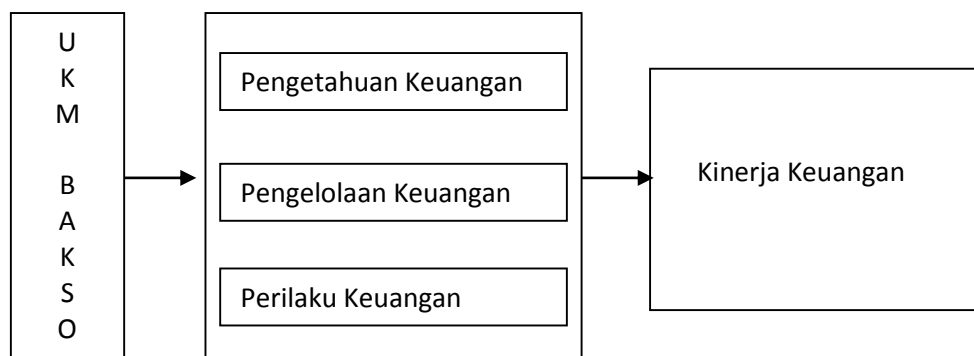 U
K
M
B
A
K
S
O
Pengetahuan Keuangan
Pengelolaan Keuangan
Perilaku Keuangan
Kinerja Keuangan